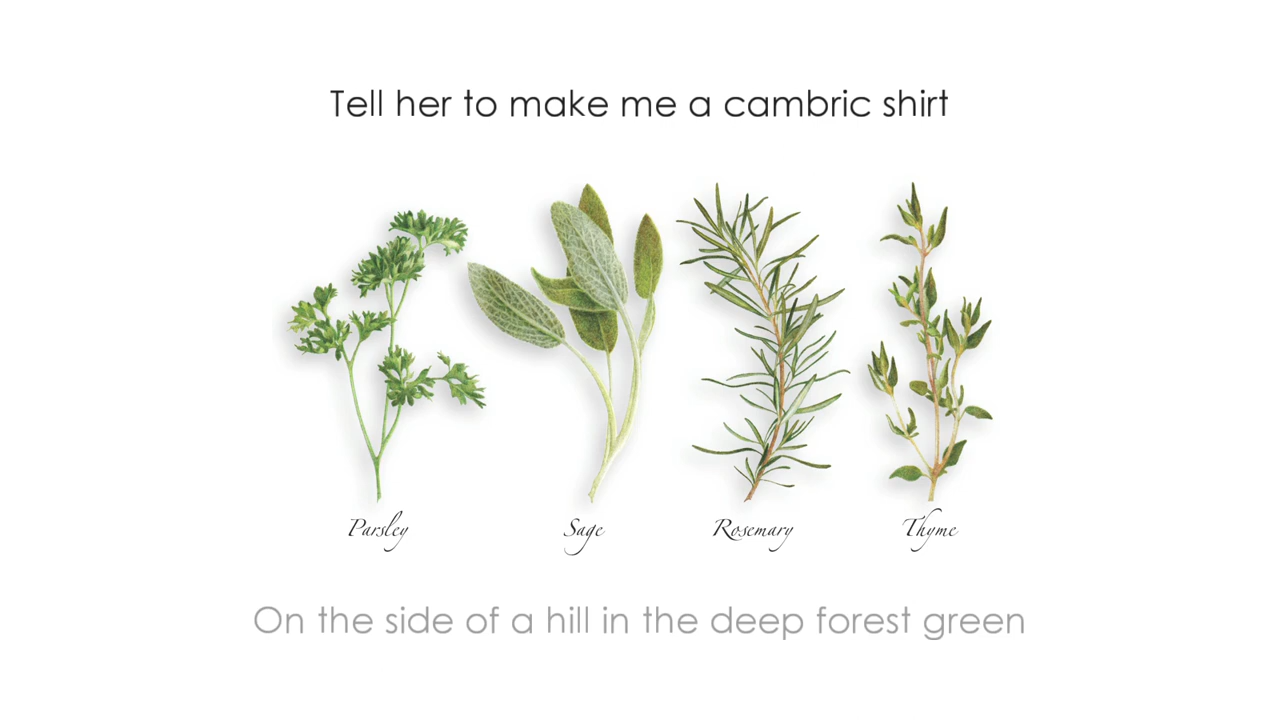 Tell her to make me a cambric shirt
Parsley Sage Rosemary Thyme
On the side of a hill in the deep forest green